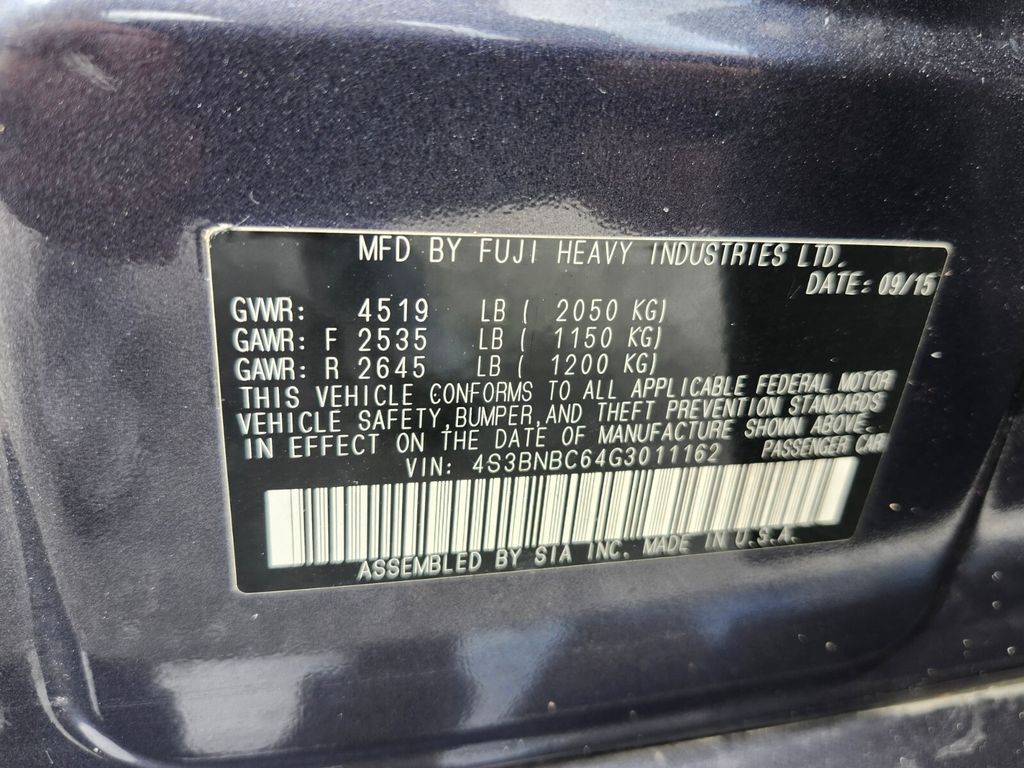 MFD BY FUJI HEAVY INDUSTRIES LTD.
DATE: 09/15
GVWR: 4519 LB ( 2050 KG)
GAWR: F 2535 LB ( 1150 KG)
GAWR: R 2645 LB ( 1200 KG)
THIS VEHICLE CONFORMS TO ALL APPLICABLE FEDERAL MOTOR
VEHICLE SAFETY, BUMPER, AND THEFT PREVENTION STANDARDS
IN EFFECT ON THE DATE OF MANUFACTURE SHOWN ABOVE.
VIN: 4S3BNBC64G3011162 PASSENGER CAR
ASSEMBLED BY SIA INC. MADE IN U.S.A.